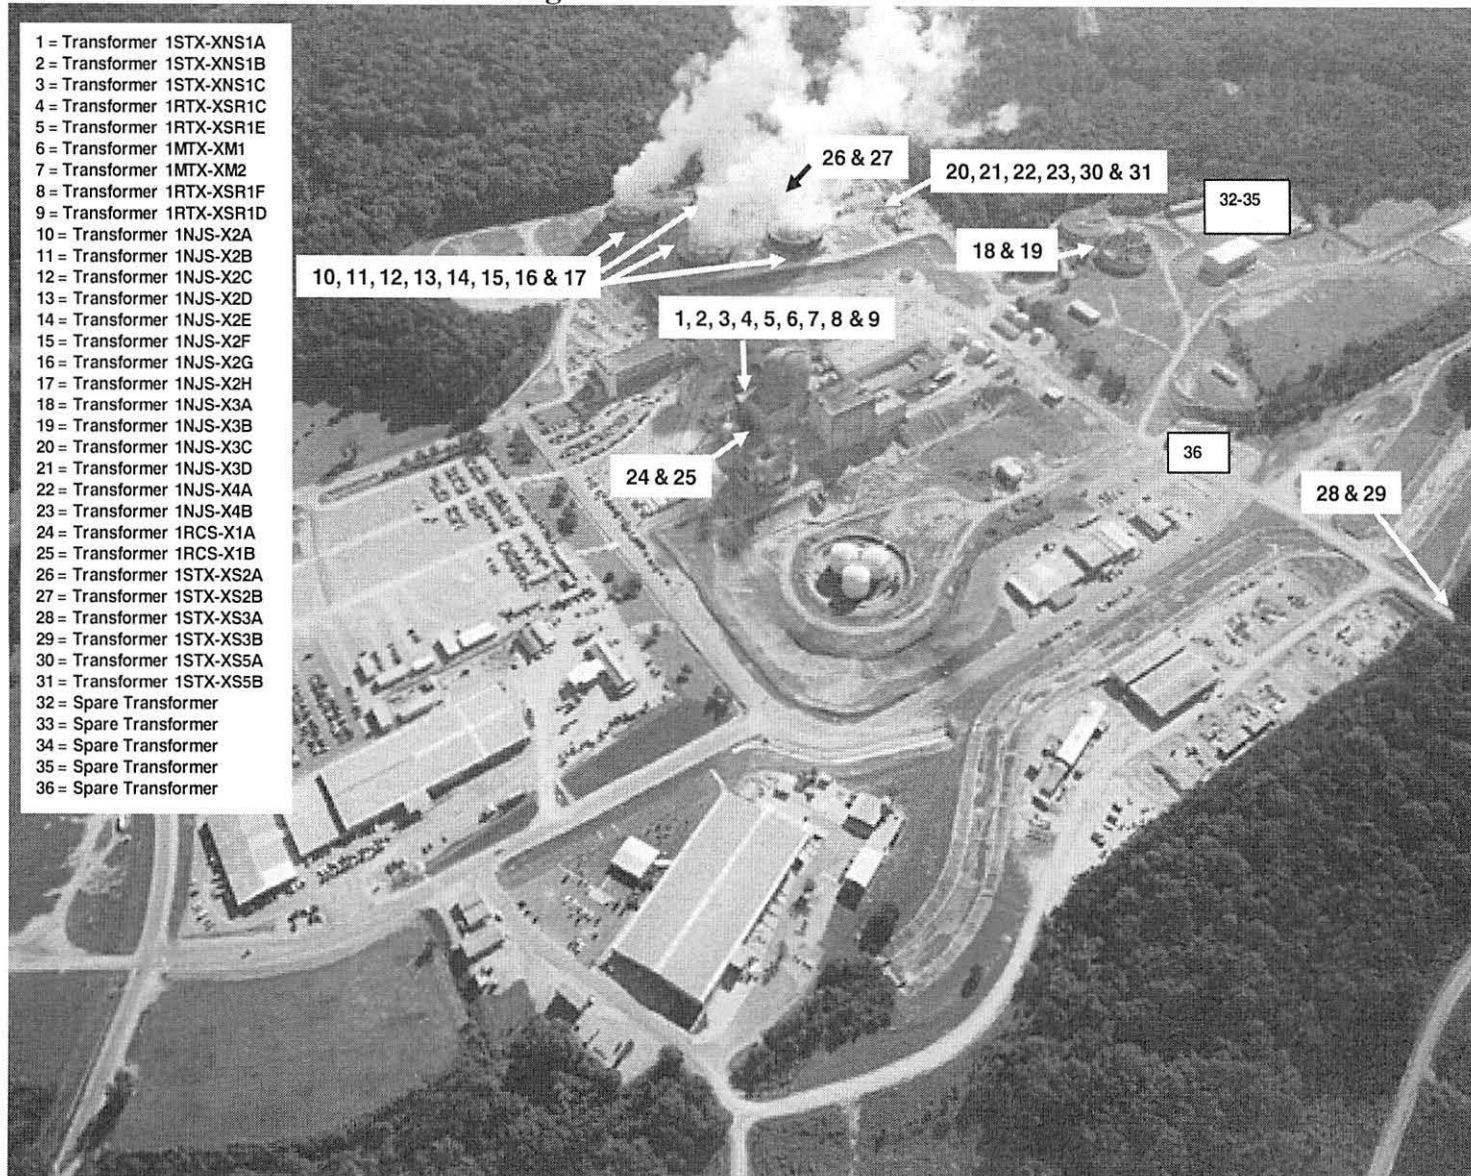 1 = Transformer 1STX-XNS1A
2 = Transformer 1STX-XNS1B
3 = Transformer 1STX-XNS1C
4 = Transformer 1RTX-XSR1C
5 = Transformer 1RTX-XSR1E
6 = Transformer 1MTX-XM1
7 = Transformer 1MTX-XM2
8 = Transformer 1RTX-XSR1F
9 = Transformer 1RTX-XSR1D
10 = Transformer 1NJS-X2A
11 = Transformer 1NJS-X2B
12 = Transformer 1NJS-X2C
13 = Transformer 1NJS-X2D
14 = Transformer 1NJS-X2E
15 = Transformer 1NJS-X2F
16 = Transformer 1NJS-X2G
17 = Transformer 1NJS-X2H
18 = Transformer 1NJS-X3A
19 = Transformer 1NJS-X3B
20 = Transformer 1NJS-X3C
21 = Transformer 1NJS-X3D
22 = Transformer 1NJS-X4A
23 = Transformer 1NJS-X4B
24 = Transformer 1RCS-X1A
25 = Transformer 1RCS-X1B
26 = Transformer 1STX-XS2A
27 = Transformer 1STX-XS2B
28 = Transformer 1STX-XS3A
29 = Transformer 1STX-XS3B
30 = Transformer 1STX-XS5A
31 = Transformer 1STX-XS5B
32 = Spare Transformer
33 = Spare Transformer
34 = Spare Transformer
35 = Spare Transformer
36 = Spare Transformer
26 & 27
20, 21, 22, 23, 30 & 31
32-35
18 & 19
10, 11, 12, 13, 14, 15, 16 & 17
1, 2, 3, 4, 5, 6, 7, 8 & 9
36
24 & 25
28 & 29